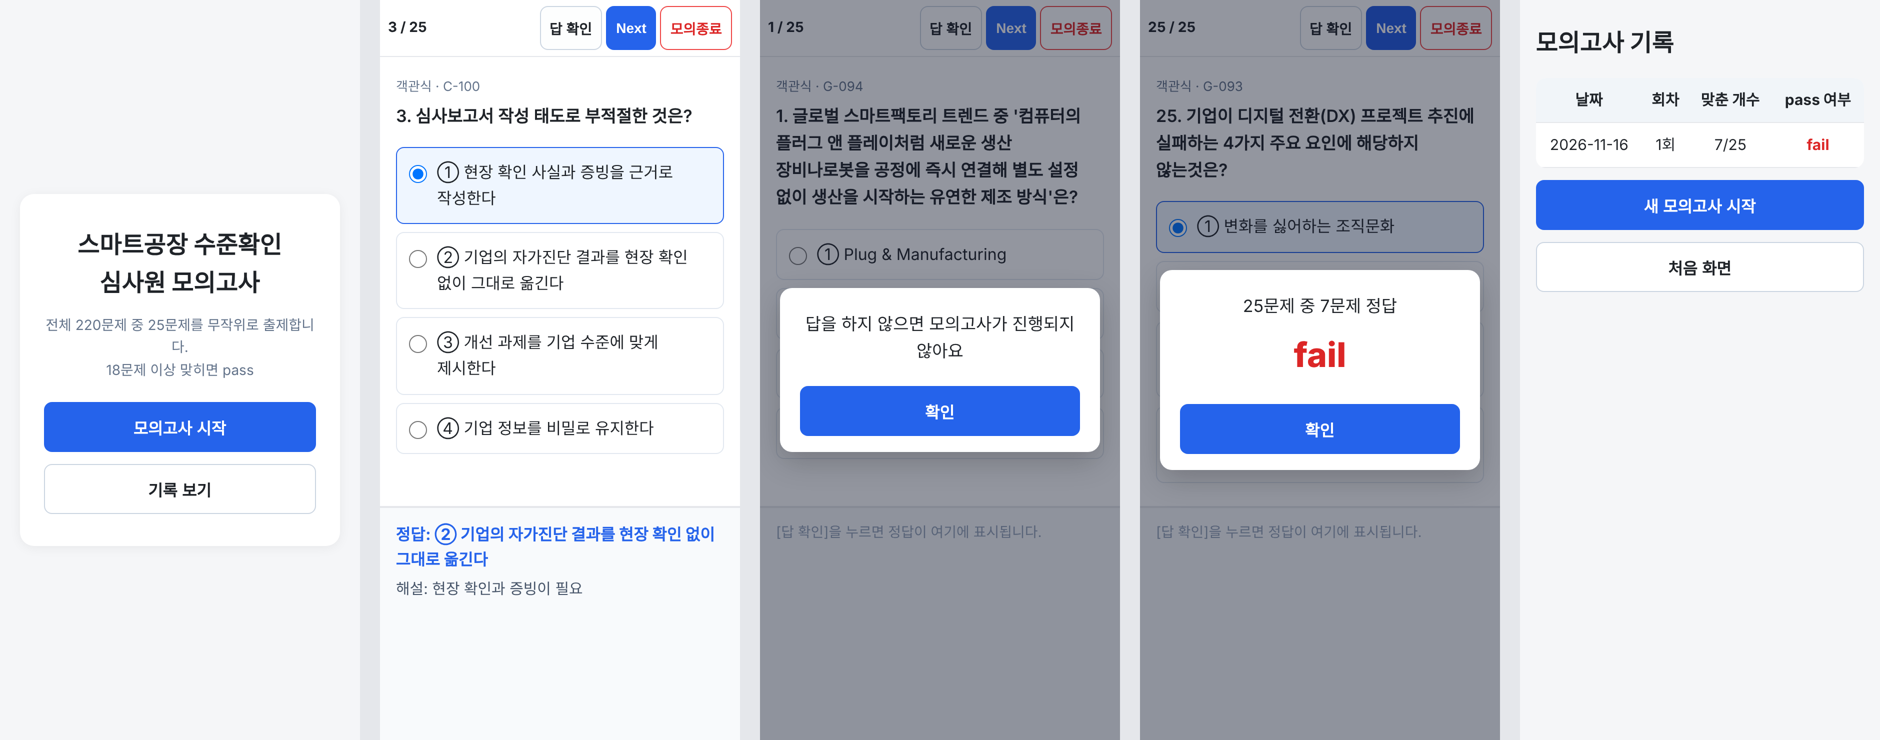 스마트공장 수준확인
심사원 모의고사
전체 220문제 중 25문제를 무작위로 출제합니
다.
18문제 이상 맞히면 pass
모의고사 시작
기록 보기
3 / 25
답 확인
Next
모의종료
객관식 · C-100
3. 심사보고서 작성 태도로 부적절한 것은?
① 현장 확인 사실과 증빙을 근거로
작성한다
② 기업의 자가진단 결과를 현장 확인
없이 그대로 옮긴다
③ 개선 과제를 기업 수준에 맞게
제시한다
④ 기업 정보를 비밀로 유지한다
정답: ② 기업의 자가진단 결과를 현장 확인 없이
그대로 옮긴다
해설: 현장 확인과 증빙이 필요
1 / 25
답 확인
Next
모의종료
객관식 · G-094
1. 글로벌 스마트팩토리 트렌드 중 '컴퓨터의
플러그 앤 플레이처럼 새로운 생산
장비나로봇을 공정에 즉시 연결해 별도 설정
없이 생산을 시작하는 유연한 제조 방식'은?
① Plug & Manufacturing
답을 하지 않으면 모의고사가 진행되지
않아요
확인
[답 확인]을 누르면 정답이 여기에 표시됩니다.
25 / 25
답 확인
Next
모의종료
객관식 · G-093
25. 기업이 디지털 전환(DX) 프로젝트 추진에
실패하는 4가지 주요 요인에 해당하지
않는것은?
① 변화를 싫어하는 조직문화
25문제 중 7문제 정답
fail
확인
[답 확인]을 누르면 정답이 여기에 표시됩니다.
모의고사 기록
날짜 회차 맞춘 개수 pass 여부
2026-11-16 1회 7/25 fail
새 모의고사 시작
처음 화면